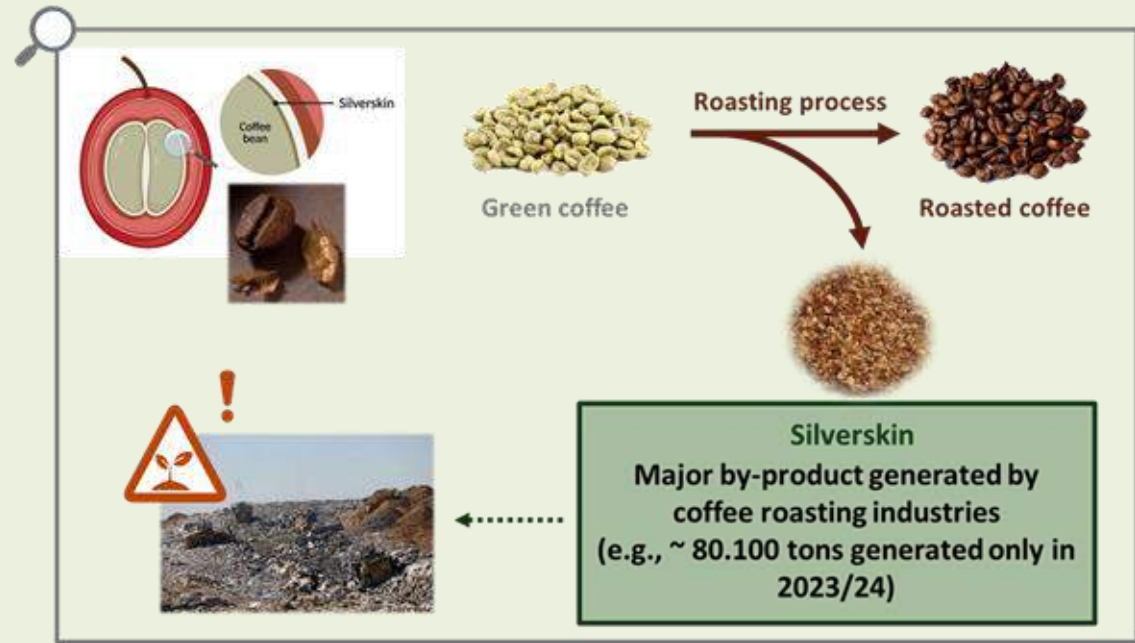 Silverskin
Coffee
bean
Roasting process
Green coffee
Roasted coffee
Silverskin
Major by-product generated by
coffee roasting industries
(e.g., ~ 80.100 tons generated only in
2023/24)
!